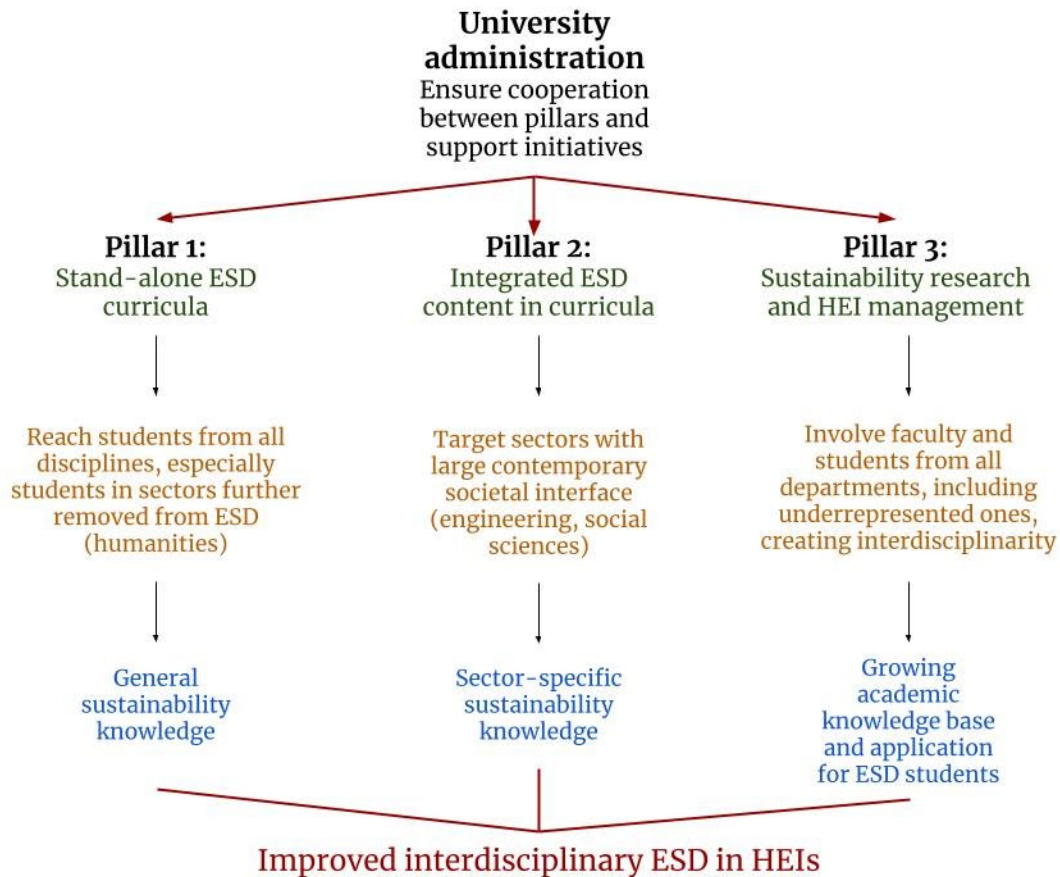 University
administration
Ensure cooperation
between pillars and
support initiatives
Pillar 1:
Stand-alone ESD
curricula
Pillar 2:
Integrated ESD
content in curricula
Pillar 3:
Sustainability research
and HEI management
Reach students from all
disciplines, especially
students in sectors further
removed from ESD
(humanities)
Target sectors with
large contemporary
societal interface
(engineering, social
sciences)
Involve faculty and
students from all
departments, including
underrepresented ones,
creating interdisciplinarity
General
sustainability
knowledge
Sector-specific
sustainability
knowledge
Growing
academic
knowledge base
and application
for ESD students
Improved interdisciplinary ESD in HEIs